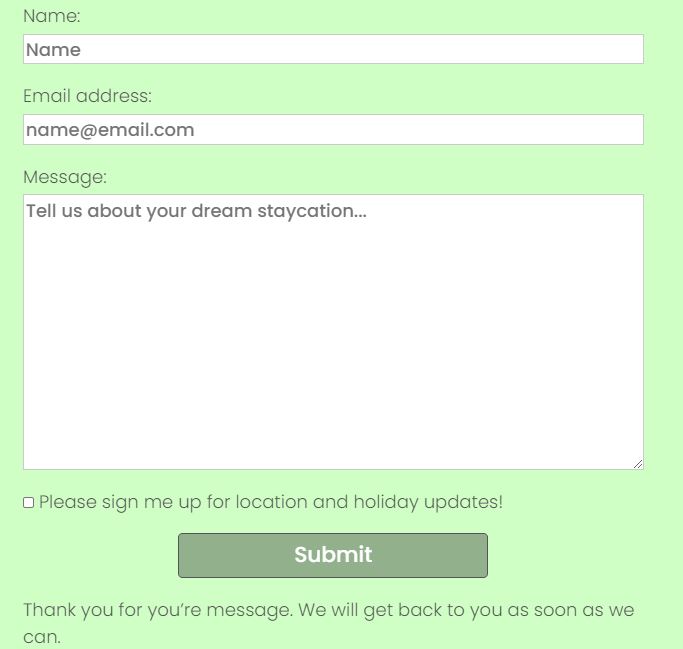 Name:
Name
Email address:
name@email.com
Message:
Tell us about your dream staycation...
Please sign me up for location and holiday updates!
Submit
Thank you for you’re message. We will get back to you as soon as we
can.